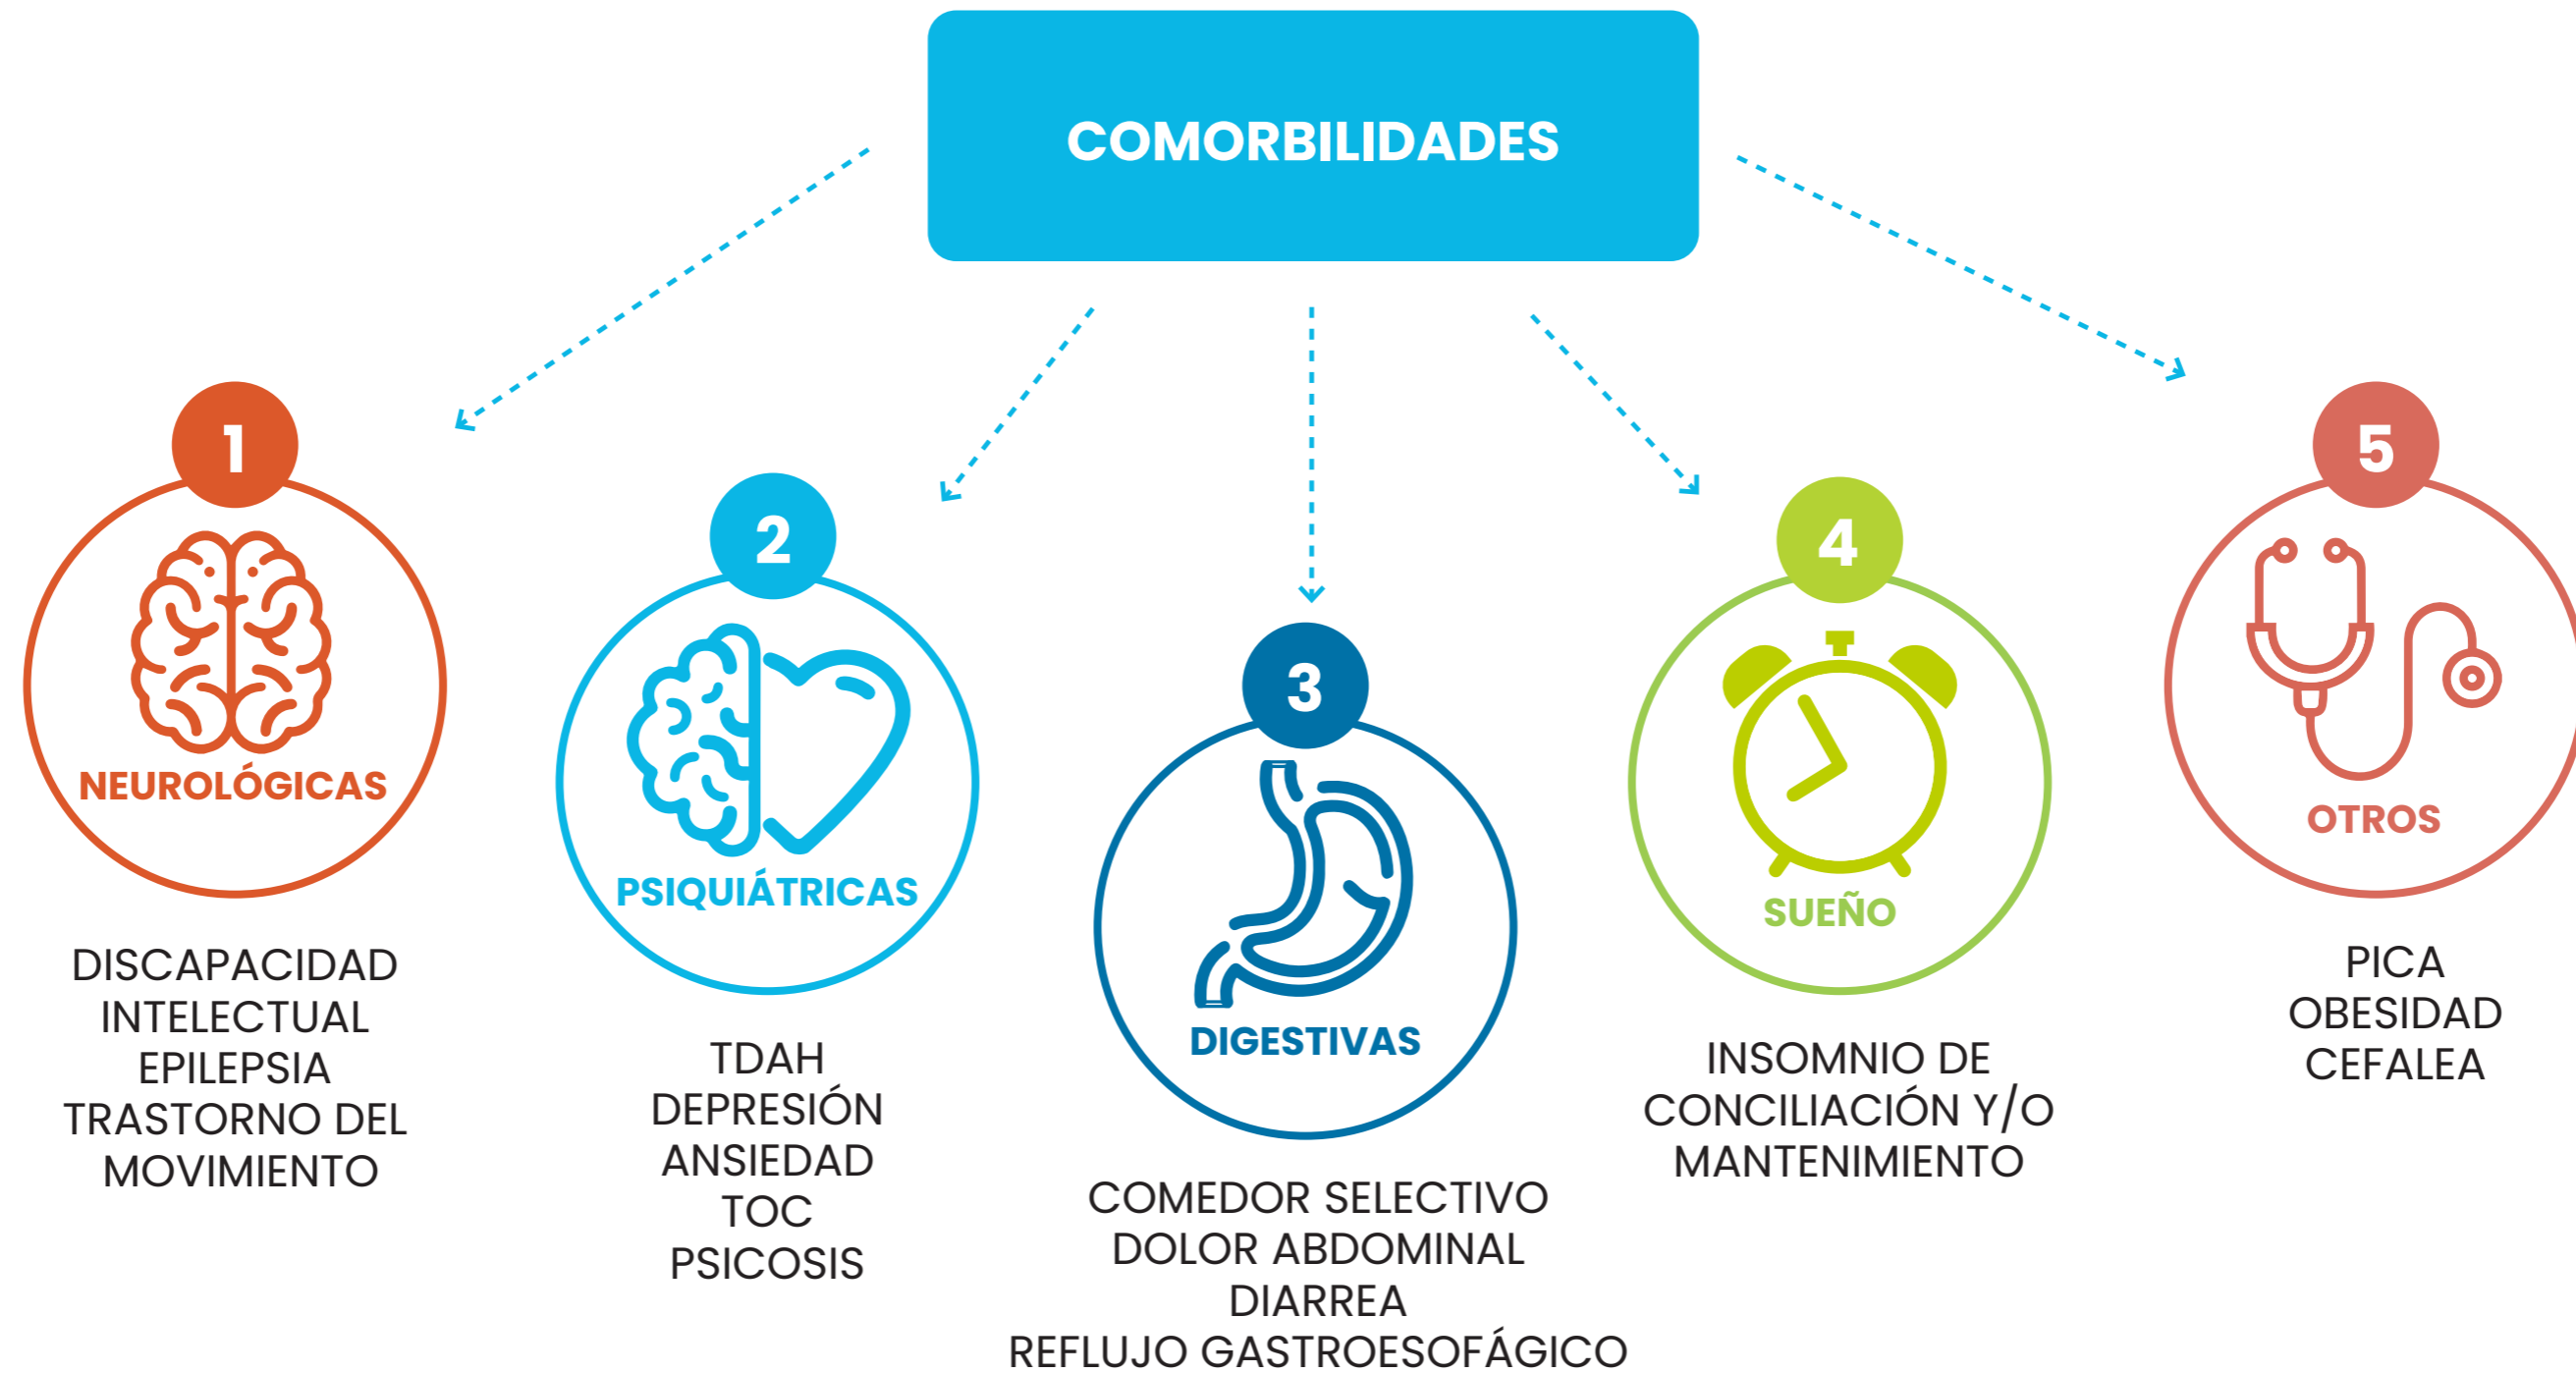 COMORBILIDADES
1
NEUROLÓGICAS
DISCAPACIDAD
INTELECTUAL
EPILEPSIA
TRASTORNO DEL
MOVIMIENTO
2
PSIQUIÁTRICAS
TDAH
DEPRESIÓN
ANSIEDAD
TOC
PSICOSIS
3
DIGESTIVAS
COMEDOR SELECTIVO
DOLOR ABDOMINAL
DIARREA
REFLUJO GASTROESOFÁGICO
4
SUEÑO
INSOMNIO DE
CONCILIACIÓN Y/O
MANTENIMIENTO
5
OTROS
PICA
OBESIDAD
CEFALEA